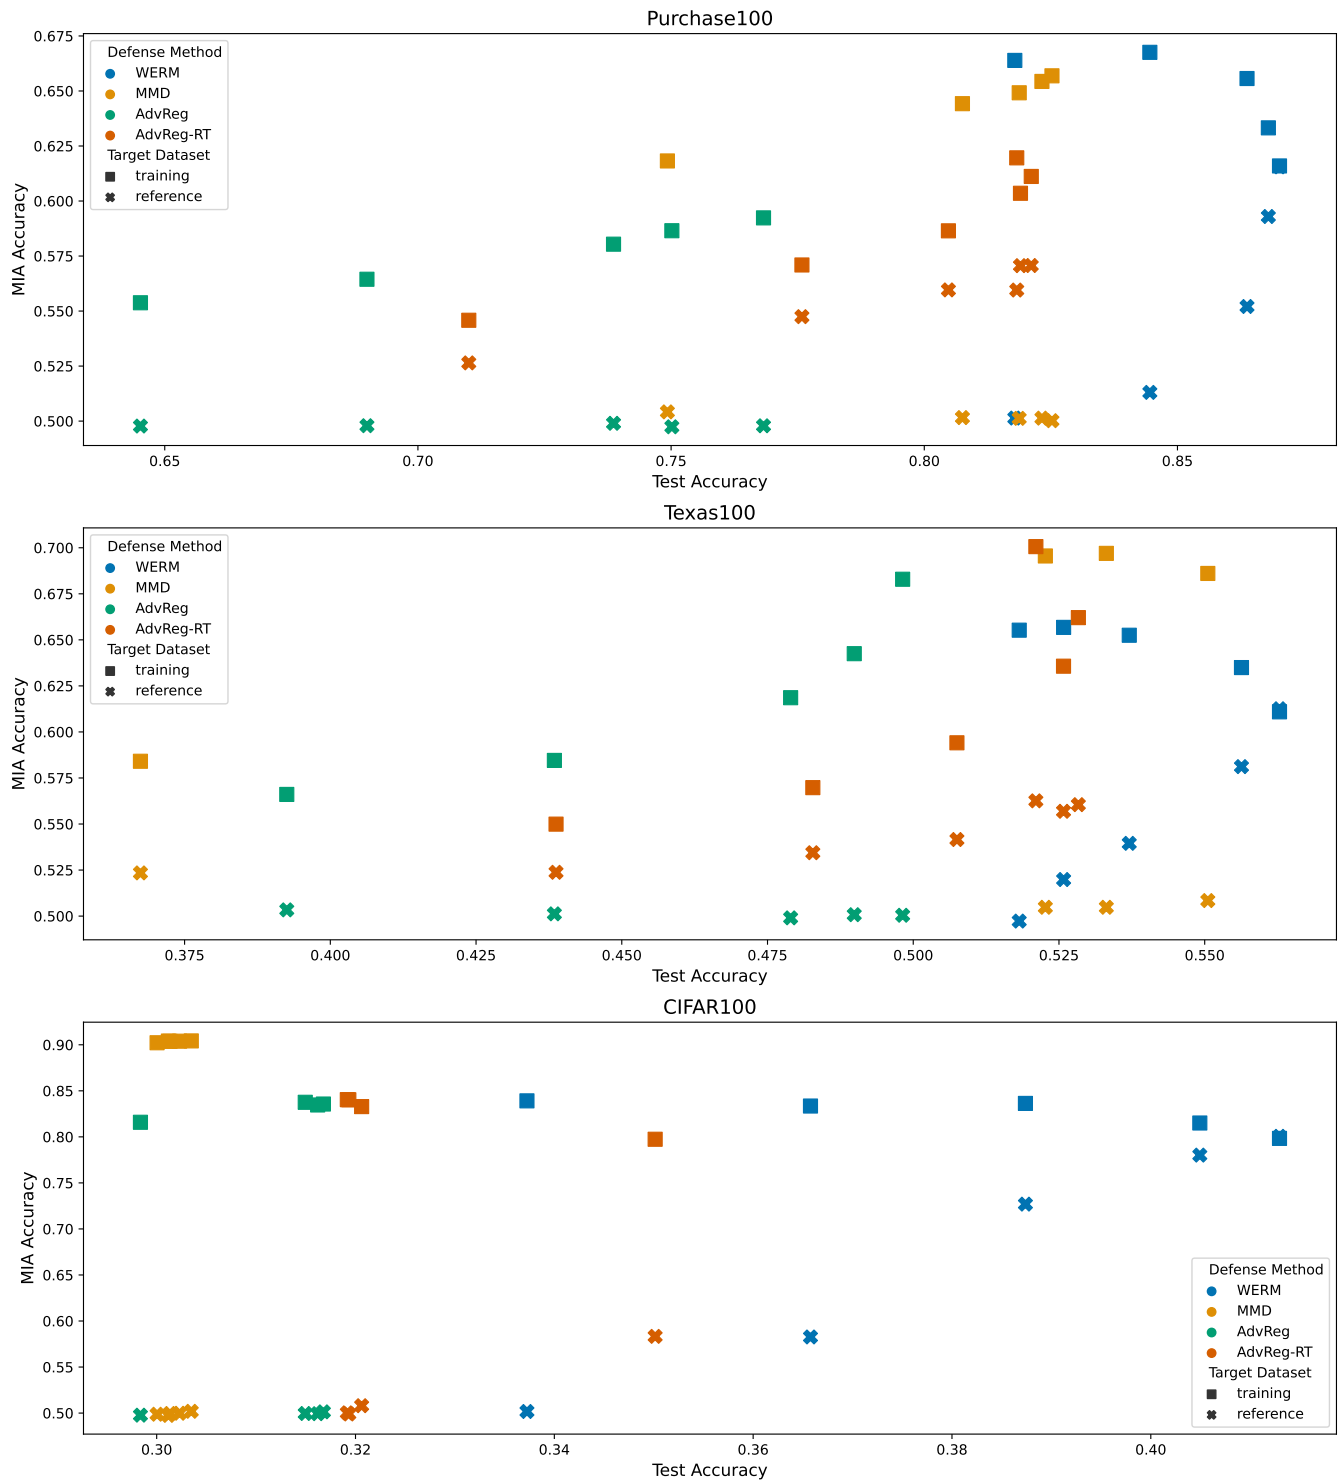 Purchase100
Defense Method
WERM
MMD
AdvReg
AdvReg-RT
Target Dataset
training
reference
MIA Accuracy
0.675
0.650
0.625
0.600
0.575
0.550
0.525
0.500
0.65 0.70 0.75 0.80 0.85
Test Accuracy
Texas100
Defense Method
WERM
MMD
AdvReg
AdvReg-RT
Target Dataset
training
reference
MIA Accuracy
0.700
0.675
0.650
0.625
0.600
0.575
0.550
0.525
0.500
0.375 0.400 0.425 0.450 0.475 0.500 0.525 0.550
Test Accuracy
CIFAR100
MIA Accuracy
0.90
0.85
0.80
0.75
0.70
0.65
0.60
0.55
0.50
Defense Method
WERM
MMD
AdvReg
AdvReg-RT
Target Dataset
training
reference
0.30 0.32 0.34 0.36 0.38 0.40
Test Accuracy